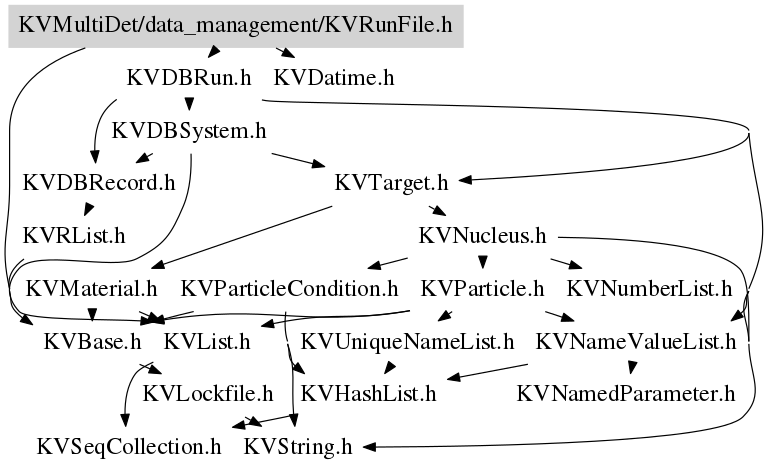 KVMultiDet/data_management/KVRunFile.h
KVDBRun.h
KVDatime.h
KVDBSystem.h
KVDBRecord.h
KVTarget.h
KVRList.h
KVNucleus.h
KVMaterial.h
KVParticleCondition.h
KVParticle.h
KVNumberList.h
KVBase.h
KVList.h
KVUniqueNameList.h
KVNameValueList.h
KVLockfile.h
KVHashList.h
KVNamedParameter.h
KVSeqCollection.h
KVString.h